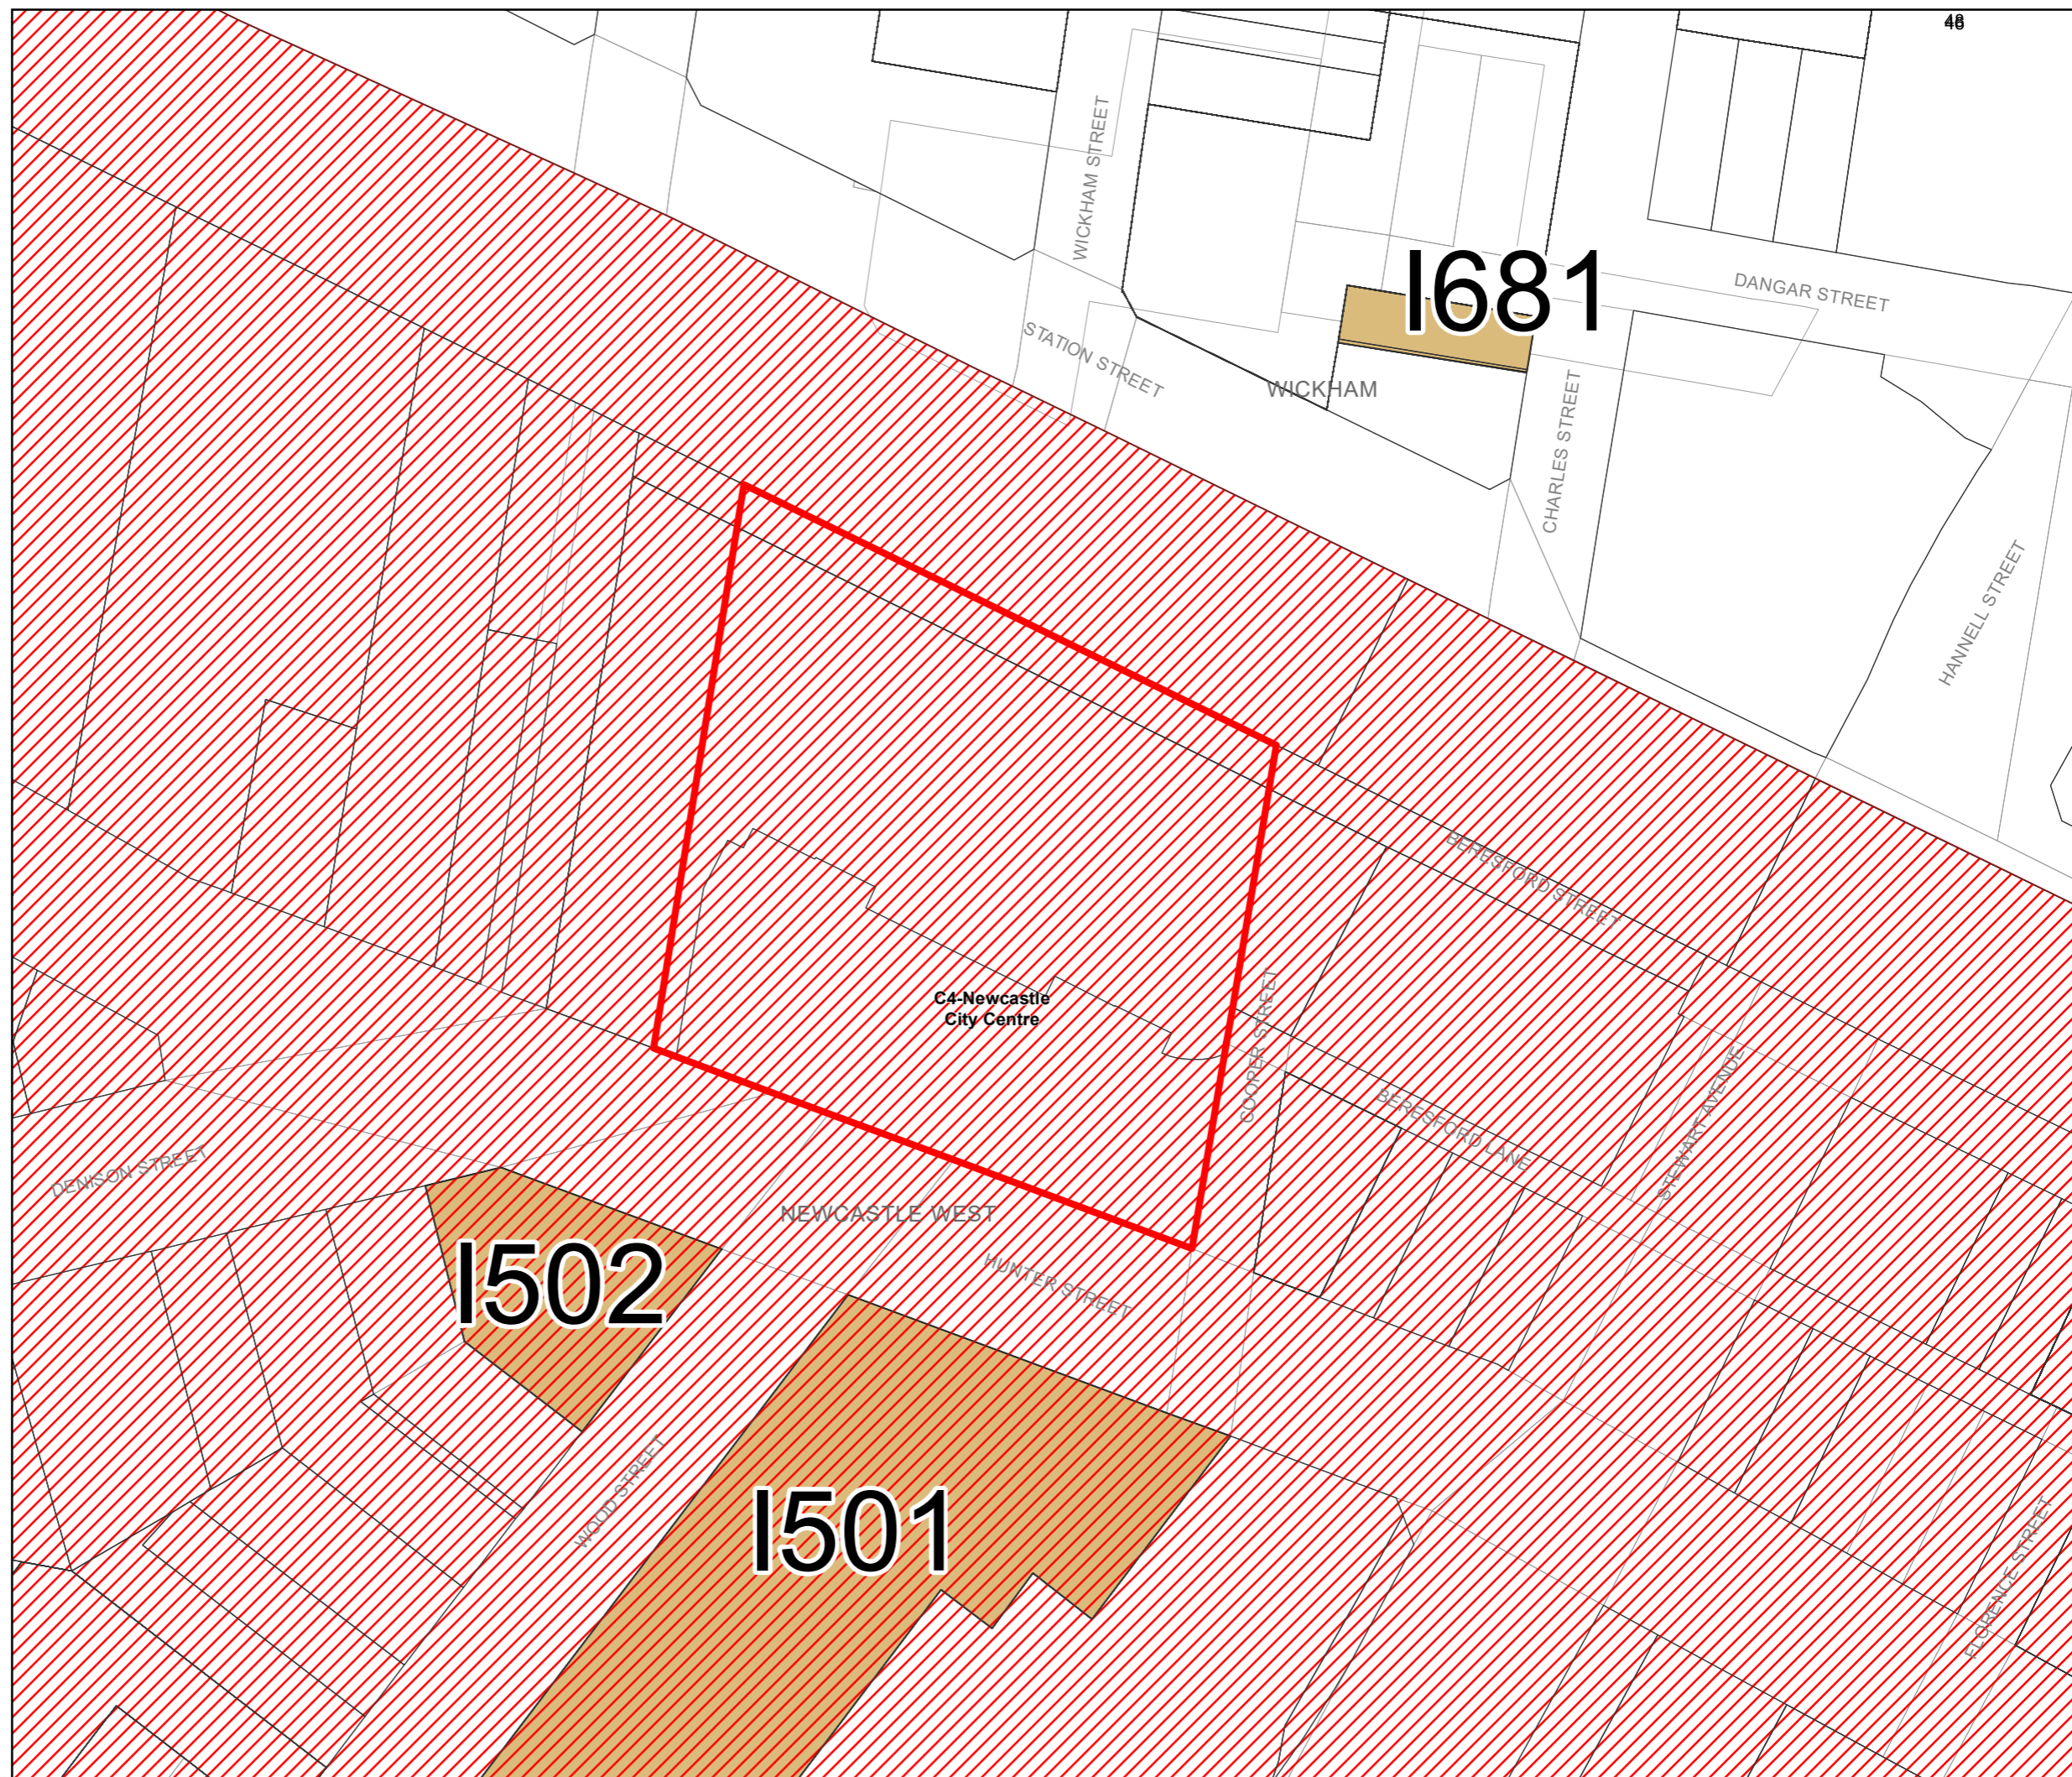 WICKHAM STREET
I681
DANGAR STREET
STATION STREET
WICKHAM
CHARLES STREET
HANNELL STREET
BERESFORD STREET
C4-Newcastle
City Centre
COOPER STREET
BERESFORD LANE
STEWART AVENUE
DENISON STREET
NEWCASTLE WEST
HUNTER STREET
I502
WOOD STREET
I501
FLORENCE STREET